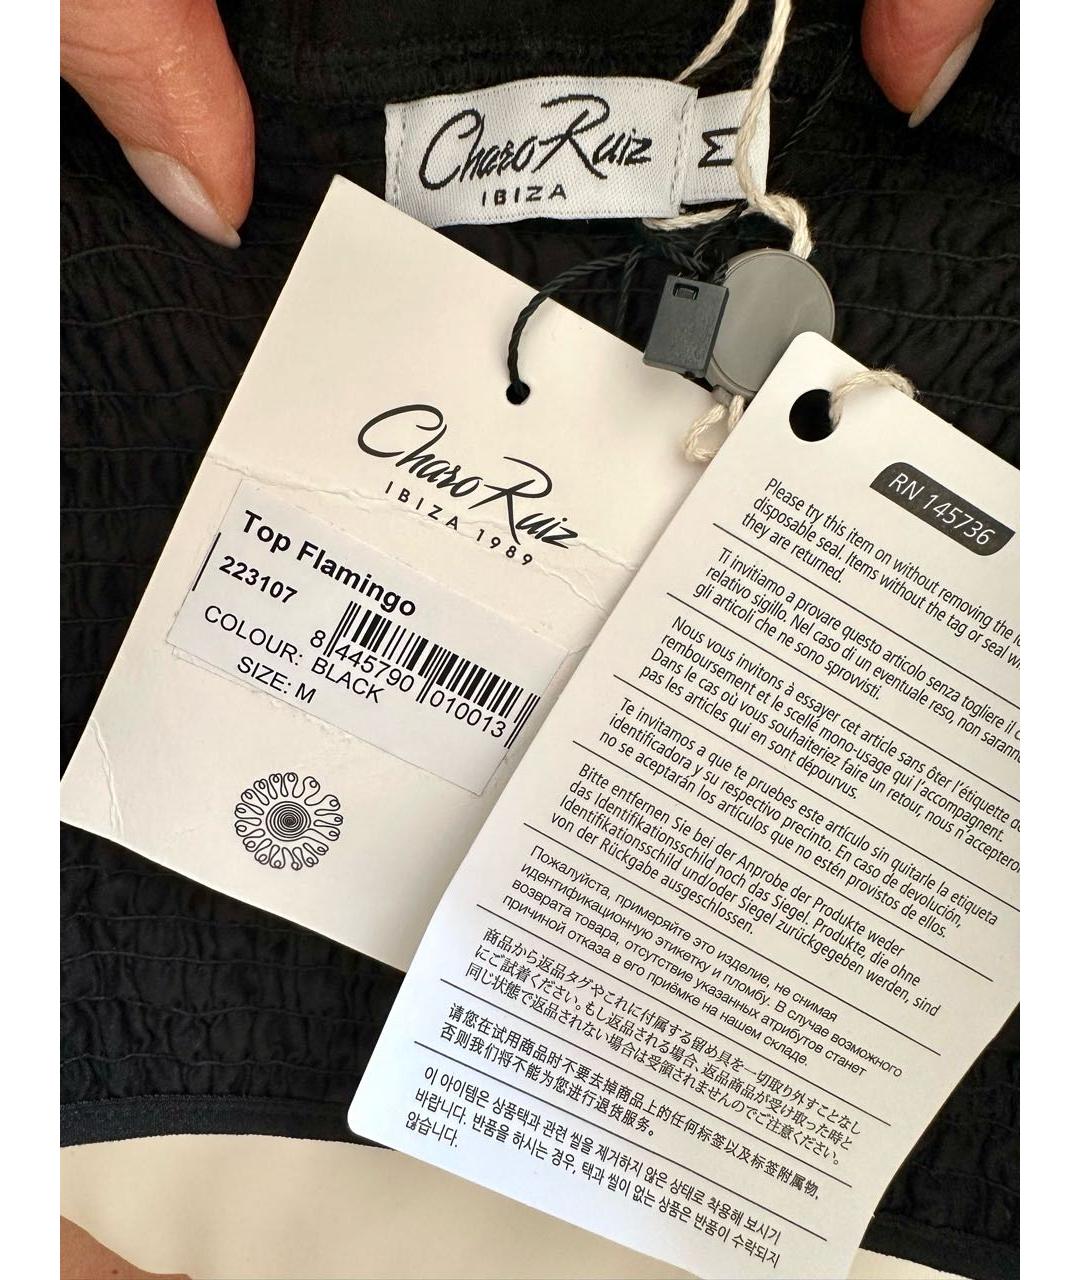 Charo Ruiz
IBIZA
M
Charo Ruiz
IBIZA 1989
Top Flamingo
223107
8 445790 010013
COLOUR: BLACK
SIZE: M
RN 145736
Please try this item on without removing the
disposable seal. Items without the tag or seal
they are returned.
Ti invitiamo a provare questo articolo senza togliere il
relativo sigillo. Nel caso di un eventuale reso, non
gli articoli che ne sono sprovvisti.
Nous vous invitons à essayer cet article sans ôter l'étiquette
remboursement et le scellé mono-usage qui l'accompagnent.
Dans le cas où vous souhaiteriez faire un retour, nous
pas les articles qui en sont dépourvus.
Te invitamos a que te pruebes este artículo sin quitarle la etiqueta
identificadora y su respectivo precinto. En caso de devolución,
no se aceptarán los artículos que no estén provistos de ellos.
Bitte entfernen Sie bei der Anprobe der Produkte weder
das Identifikationsschild noch das Siegel. Produkte, die ohne
Identifikationsschild und/oder Siegel zurückgegeben werden, sind
von der Rückgabe ausgeschlossen.
Пожалуйста, примеряйте это изделие, не снимая
идентификационную этикетку и пломбу. В случае возможного
возврата товара, отсутствие указанных атрибутов станет
причиной отказа в его приёмке на нашем складе.
商品から返品タグやこれに付属する留め具を一切取り外すことなし
にご試着ください。もし返品される場合、返品商品が受け取った時と
同じ状態で返品されない場合は受領されませんのでご注意ください。
请您在试用商品时不要去掉商品上的任何标签以及标签附属物,
否则我们将不能为您进行退货服务。
이 아이템은 상품택과 관련 씰을 제거하지 않은 상태로 착용해 보시기
바랍니다. 반품을 하시는 경우, 택과 씰이 없는 상품은 반품이 수락되지
않습니다.